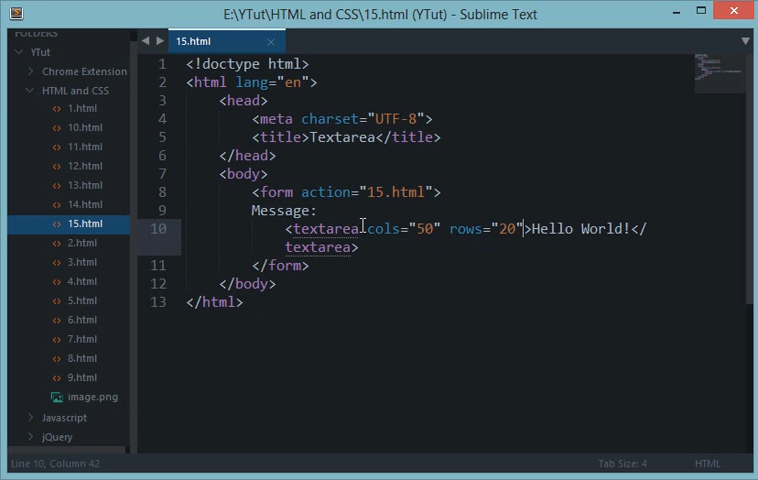 E:\YTut\HTML and CSS\15.html (YTut) - Sublime Text
FOLDERS
YTut
Chrome Extension
HTML and CSS
1.html
10.html
11.html
12.html
13.html
14.html
15.html
2.html
3.html
4.html
5.html
6.html
7.html
8.html
9.html
image.png
Javascript
jQuery
15.html
1 <!doctype html>
2 <html lang="en">
3 <head>
4 <meta charset="UTF-8">
5 <title>Textarea</title>
6 </head>
7 <body>
8 <form action="15.html">
9 Message:
10 <textarea cols="50" rows="20">Hello World!</
textarea>
11 </form>
12 </body>
13 </html>
Line 10, Column 42
Tab Size: 4
HTML